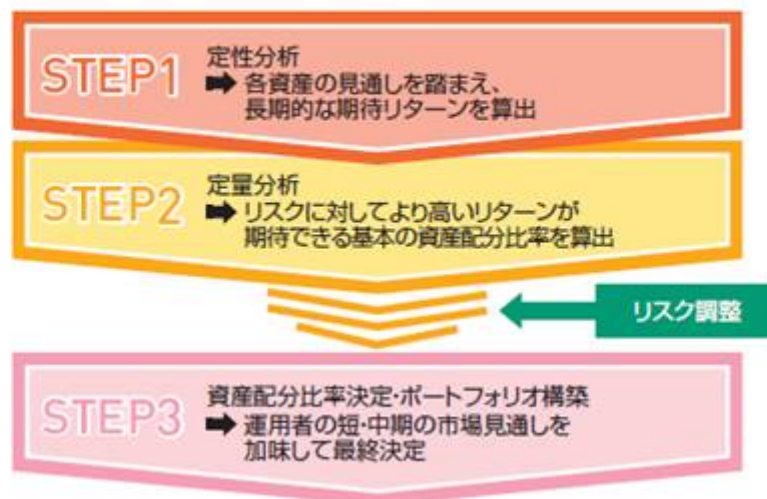 STEP1
定性分析
➡ 各資産の見通しを踏まえ、
長期的な期待リターンを算出
STEP2
定量分析
➡ リスクに対してより高いリターンが
期待できる基本の資産配分比率を算出
リスク調整
STEP3
資産配分比率決定・ポートフォリオ構築
➡ 運用者の短・中期の市場見通しを
加味して最終決定